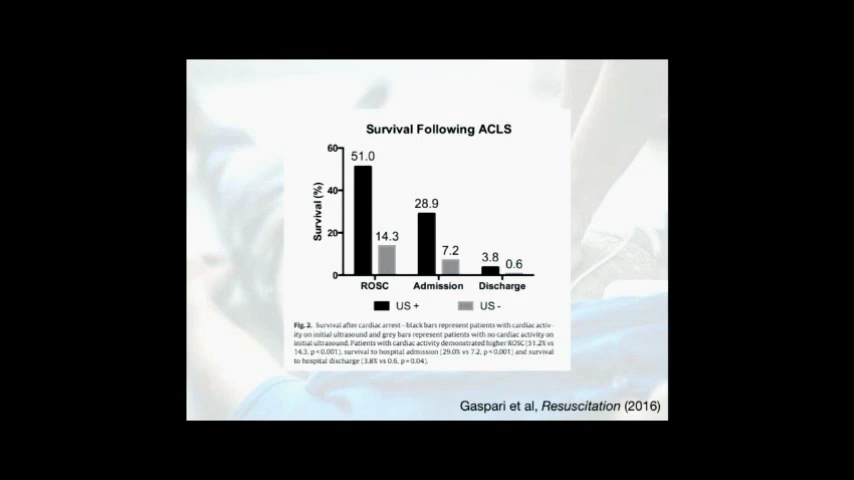 Survival Following ACLS
Survival (%)
60
40
20
0
51.0
14.3
28.9
7.2
3.8
0.6
ROSC Admission Discharge
US + US -
Fig. 2. Survival after cardiac arrest – black bars represent patients with cardiac activ-
ity on initial ultrasound and grey bars represent patients with no cardiac activity on
initial ultrasound. Patients with cardiac activity demonstrated higher ROSC (51.2% vs
14.3, p<0.001), survival to hospital admission (29.0% vs 7.2, p<0.001) and survival
to hospital discharge (3.8% vs 0.6, p=0.04).
Gaspari et al, Resuscitation (2016)